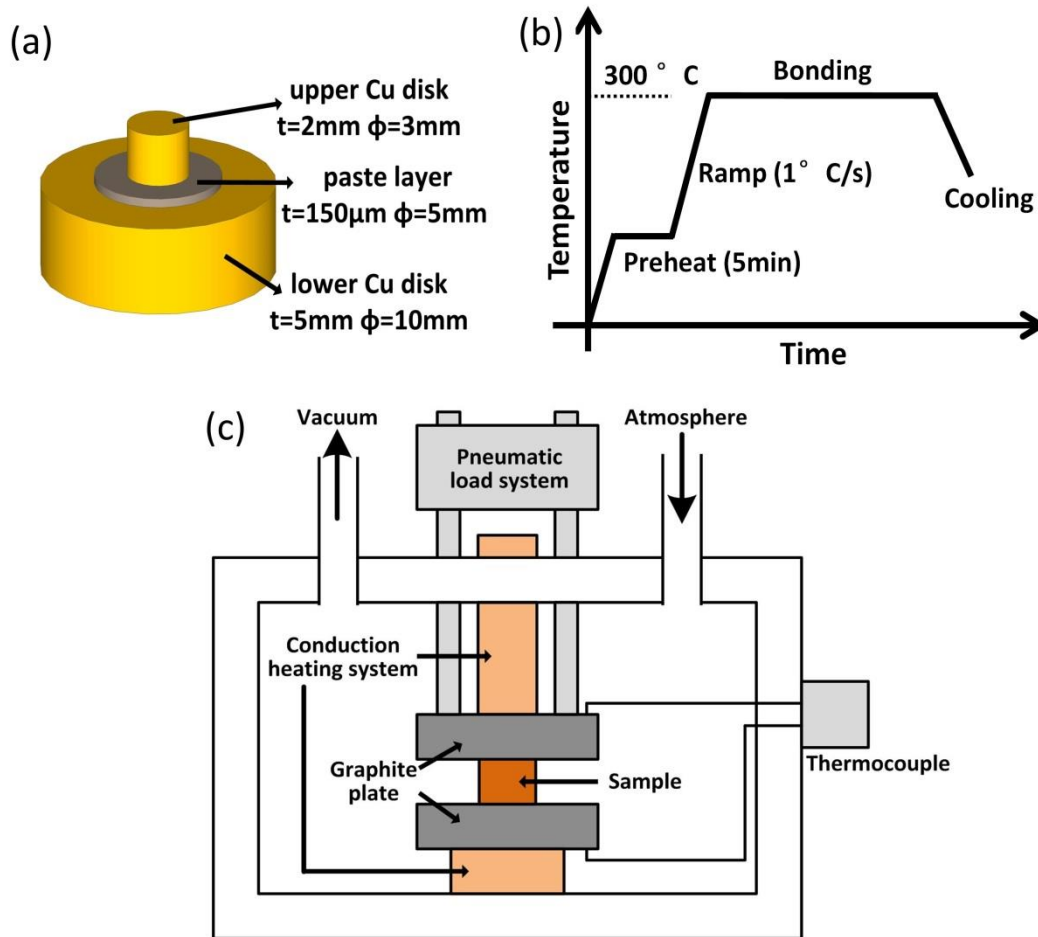 (a)
upper Cu disk
t=2mm ϕ=3mm
paste layer
t=150μm ϕ=5mm
lower Cu disk
t=5mm ϕ=10mm
(b)
Temperature
300 ° C
Bonding
Ramp (1° C/s)
Cooling
Preheat (5min)
Time
(c)
Vacuum
Atmosphere
Pneumatic
load system
Conduction
heating system
Graphite
plate
Sample
Thermocouple